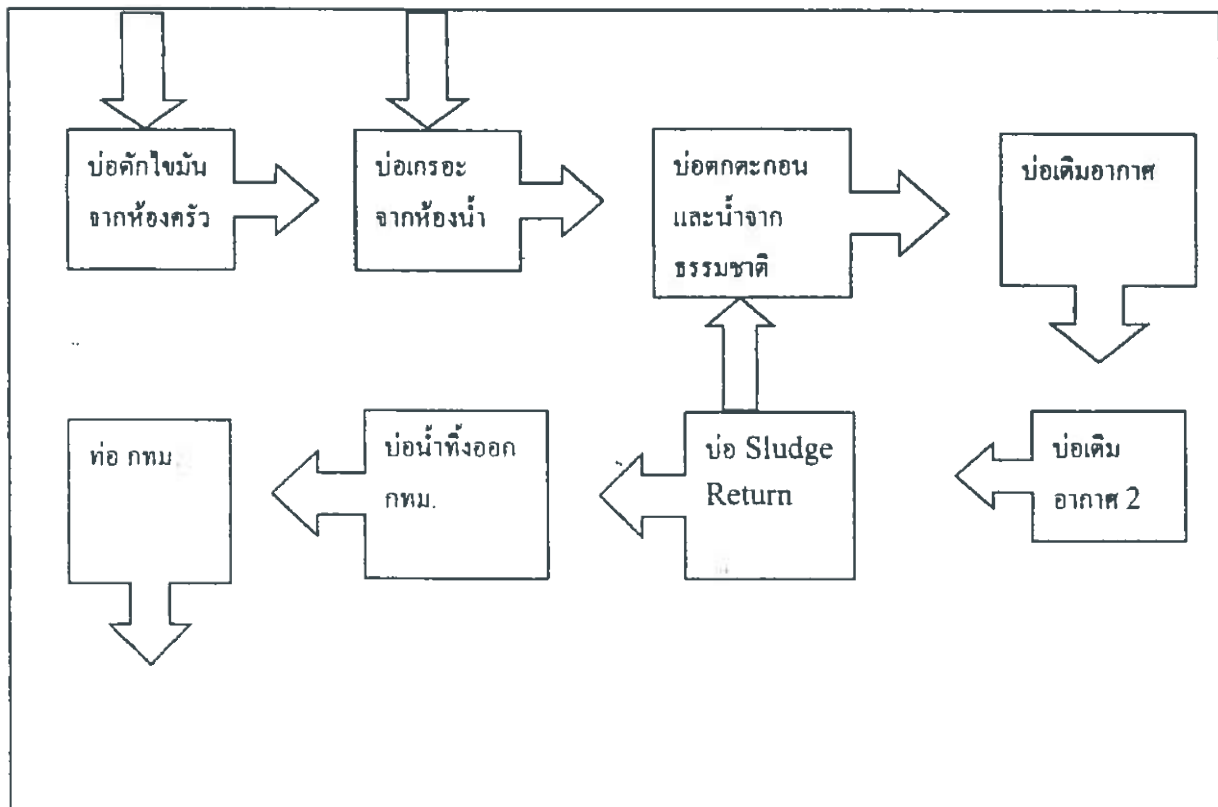 บ่อดักไขมัน
จากห้องครัว
บ่อเกรอะ
จากห้องน้ำ
บ่อตกตะกอน
และน้ำจาก
ธรรมชาติ
บ่อเติมอากาศ
ท่อ กทม
บ่อน้ำทิ้งออก
กทม.
บ่อ Sludge
Return
บ่อเติม
อากาศ 2